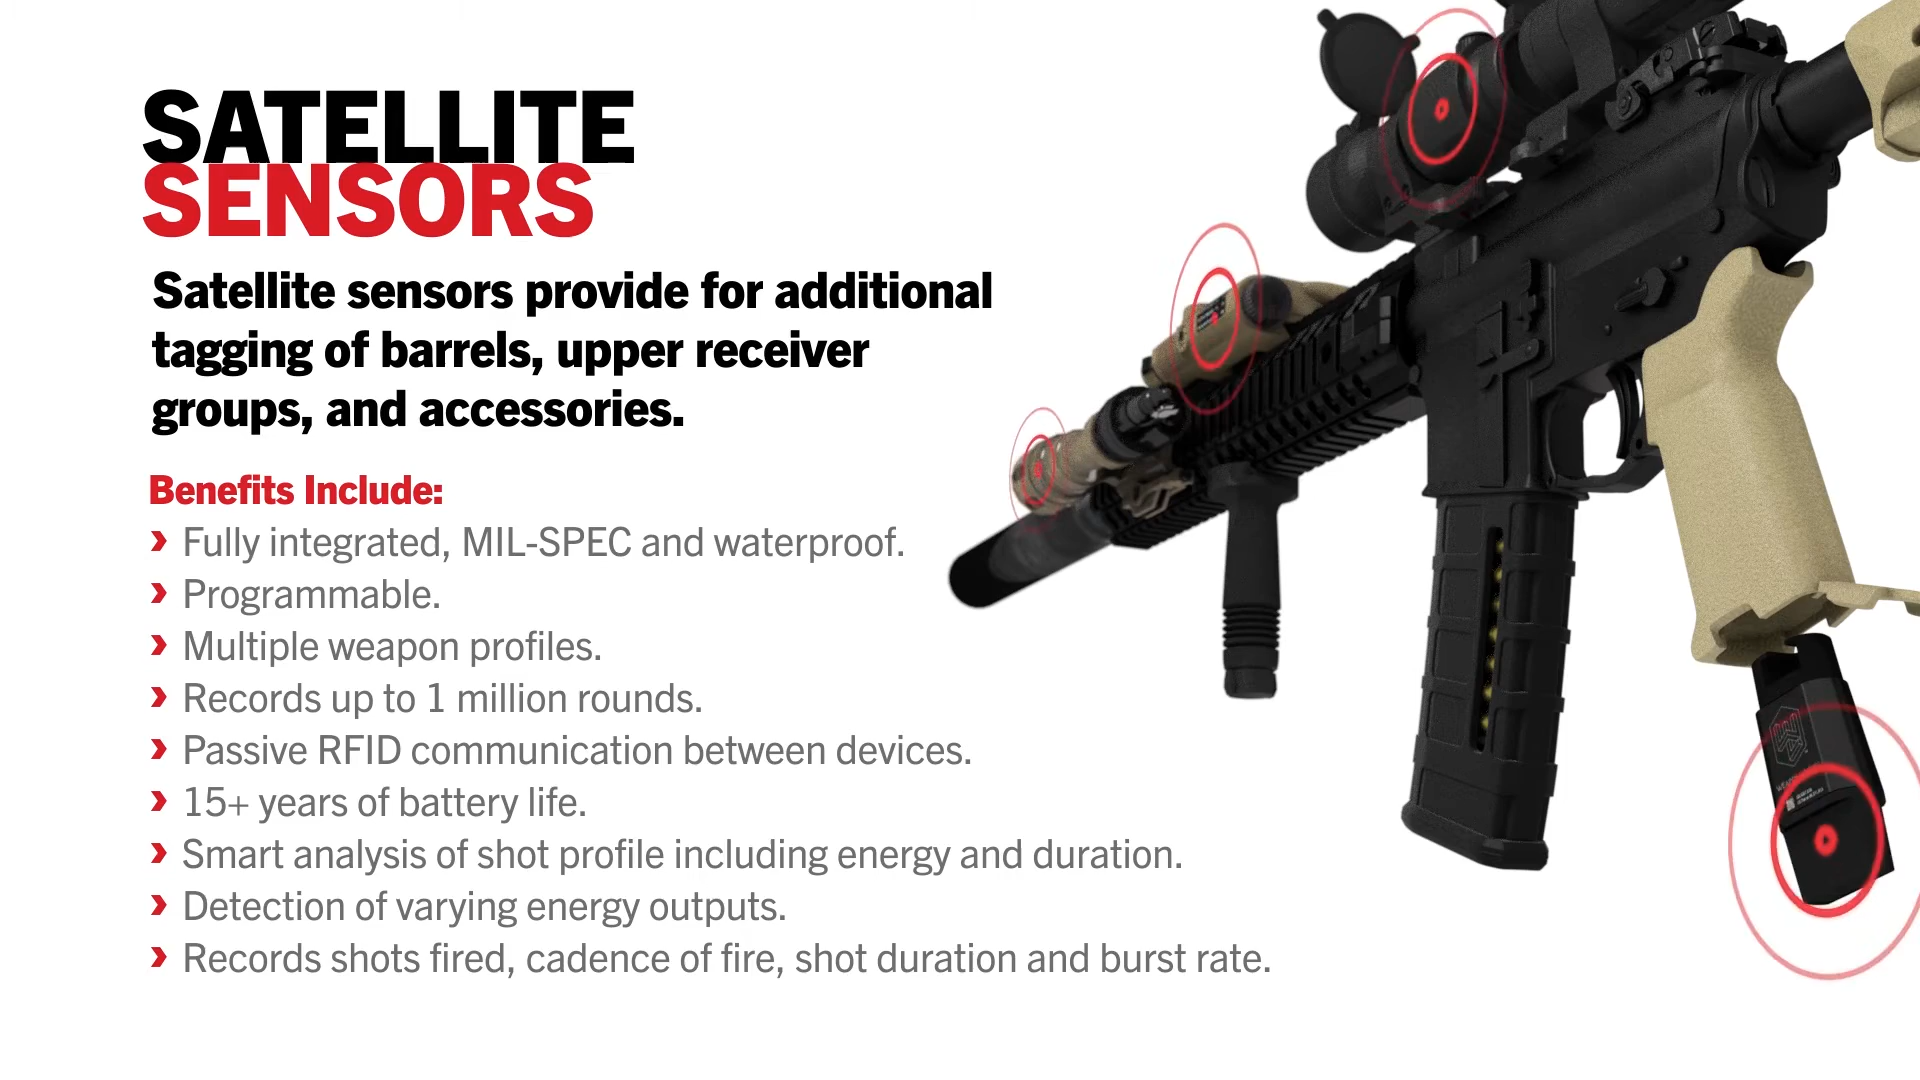 SATELLITE
SENSORS
Satellite sensors provide for additional
tagging of barrels, upper receiver
groups, and accessories.
Benefits Include:
› Fully integrated, MIL-SPEC and waterproof.
› Programmable.
› Multiple weapon profiles.
› Records up to 1 million rounds.
› Passive RFID communication between devices.
› 15+ years of battery life.
› Smart analysis of shot profile including energy and duration.
› Detection of varying energy outputs.
› Records shots fired, cadence of fire, shot duration and burst rate.